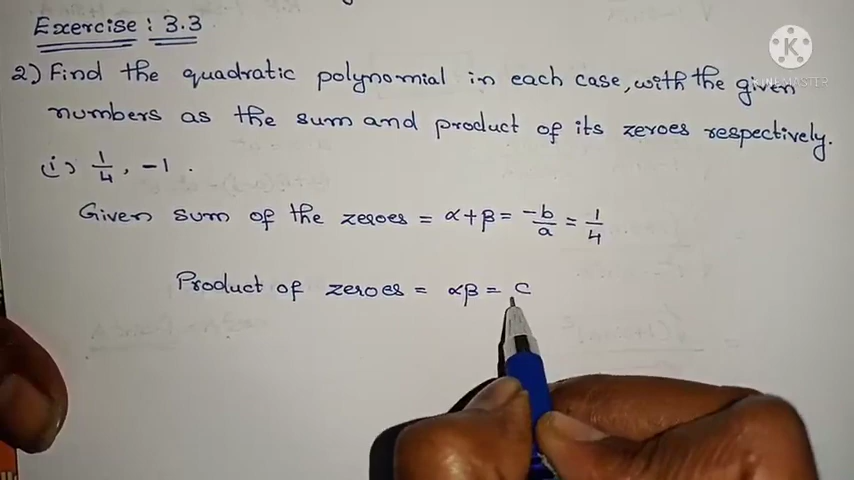 Exercise : 3.3
K
KINEMASTER
2) Find the quadratic polynomial in each case, with the given
numbers as the sum and product of its zeroes respectively.
(i) 1/4, -1.
Given sum of the zeroes = α+β = -b/a = 1/4
Product of zeroes = αβ = c